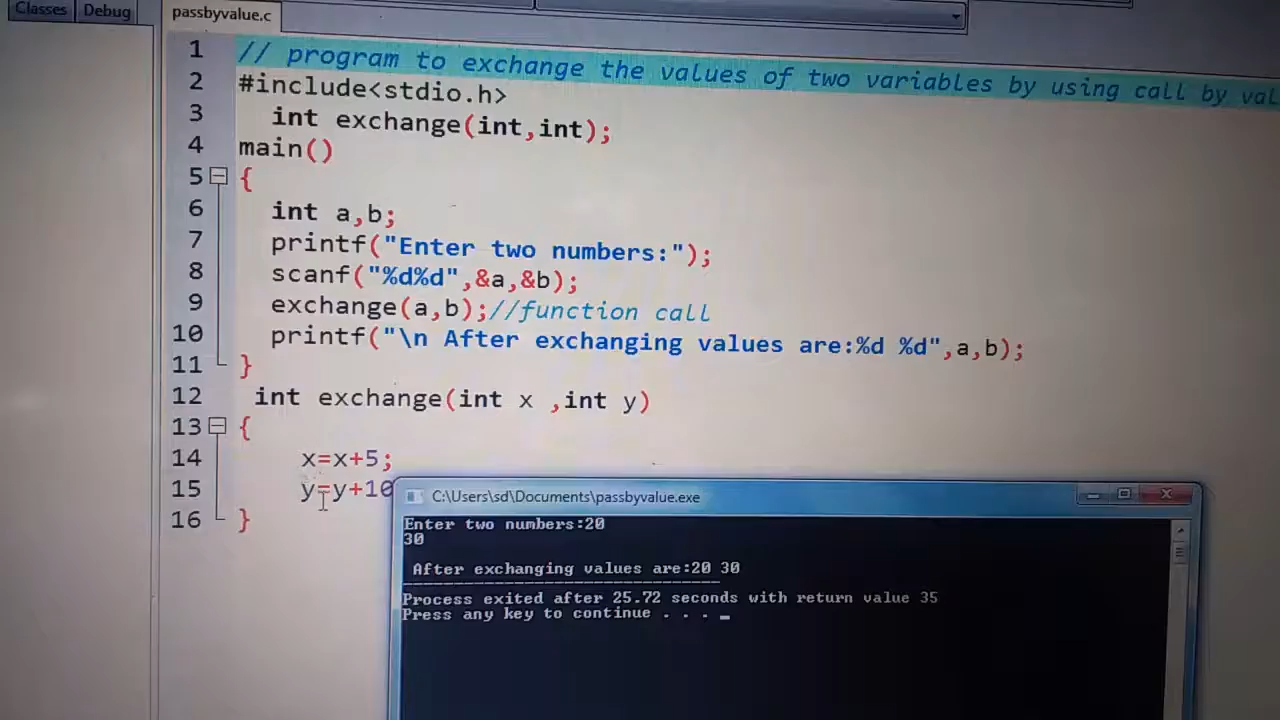 Classes Debug passbyvalue.c
1 // program to exchange the values of two variables by using call by val
2 #include<stdio.h>
3 int exchange(int,int);
4 main()
5 {
6 int a,b;
7 printf("Enter two numbers:");
8 scanf("%d%d",&a,&b);
9 exchange(a,b);//function call
10 printf("\n After exchanging values are:%d %d",a,b);
11 }
12 int exchange(int x ,int y)
13 {
14 x=x+5;
15 y=y+10
16 }
C:\Users\sd\Documents\passbyvalue.exe
Enter two numbers:20
30
After exchanging values are:20 30
--------------------------------
Process exited after 25.72 seconds with return value 35
Press any key to continue . . . _